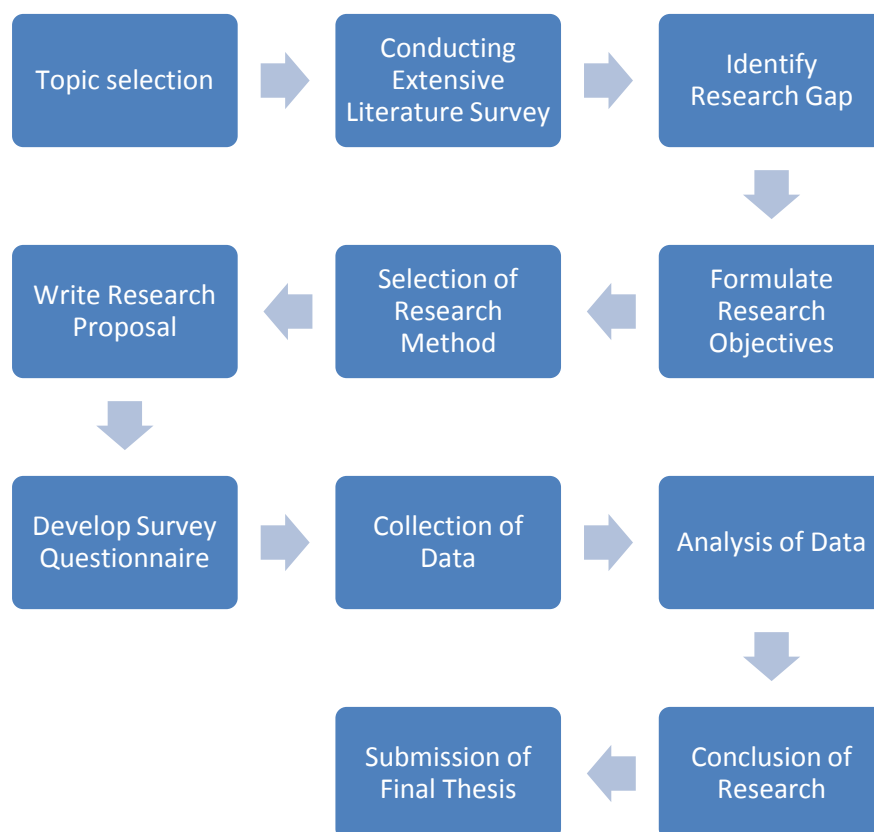 Topic selection
Conducting
Extensive
Literature Survey
Identify
Research Gap
Formulate
Research
Objectives
Selection of
Research
Method
Write Research
Proposal
Develop Survey
Questionnaire
Collection of
Data
Analysis of Data
Conclusion of
Research
Submission of
Final Thesis